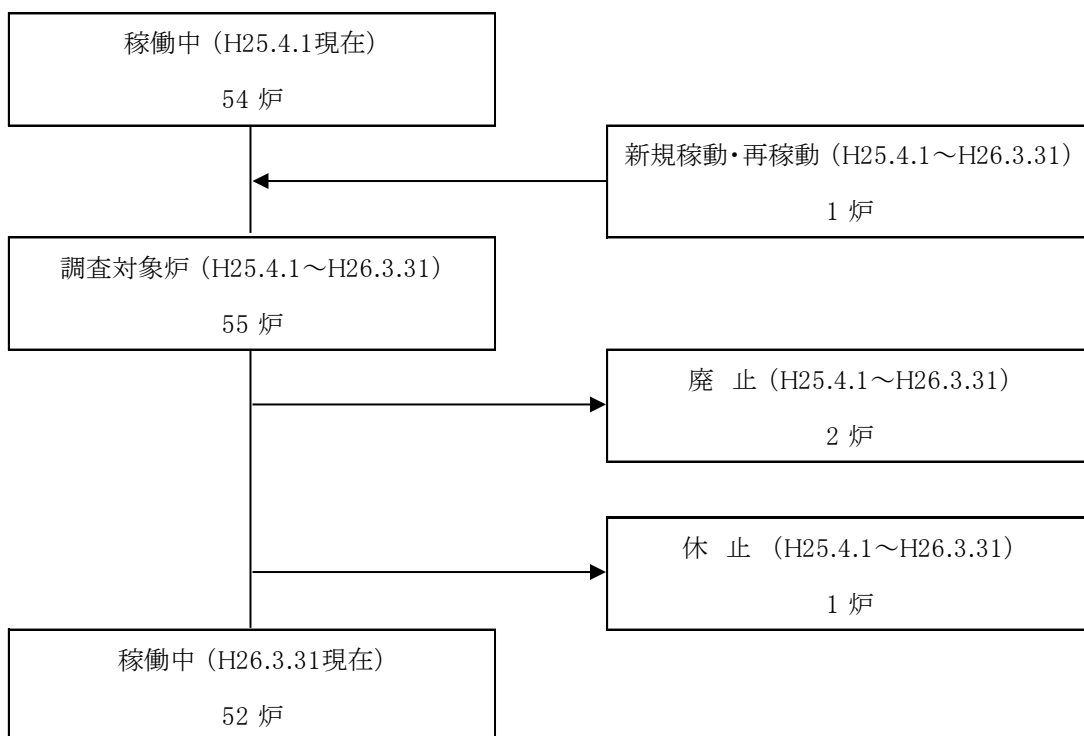 稼働中（H25.4.1現在）
54 炉
新規稼動・再稼動（H25.4.1～H26.3.31）
1 炉
調査対象炉（H25.4.1～H26.3.31）
55 炉
廃 止（H25.4.1～H26.3.31）
2 炉
休 止 （H25.4.1～H26.3.31）
1 炉
稼働中（H26.3.31現在）
52 炉